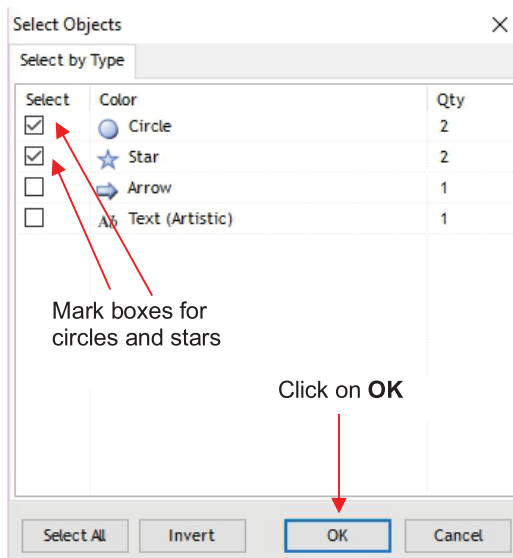 Select Objects
Select by Type
Select Color Qty
Circle 2
Star 2
Arrow 1
Ab Text (Artistic) 1
Mark boxes for
circles and stars
Click on OK
Select All Invert OK Cancel